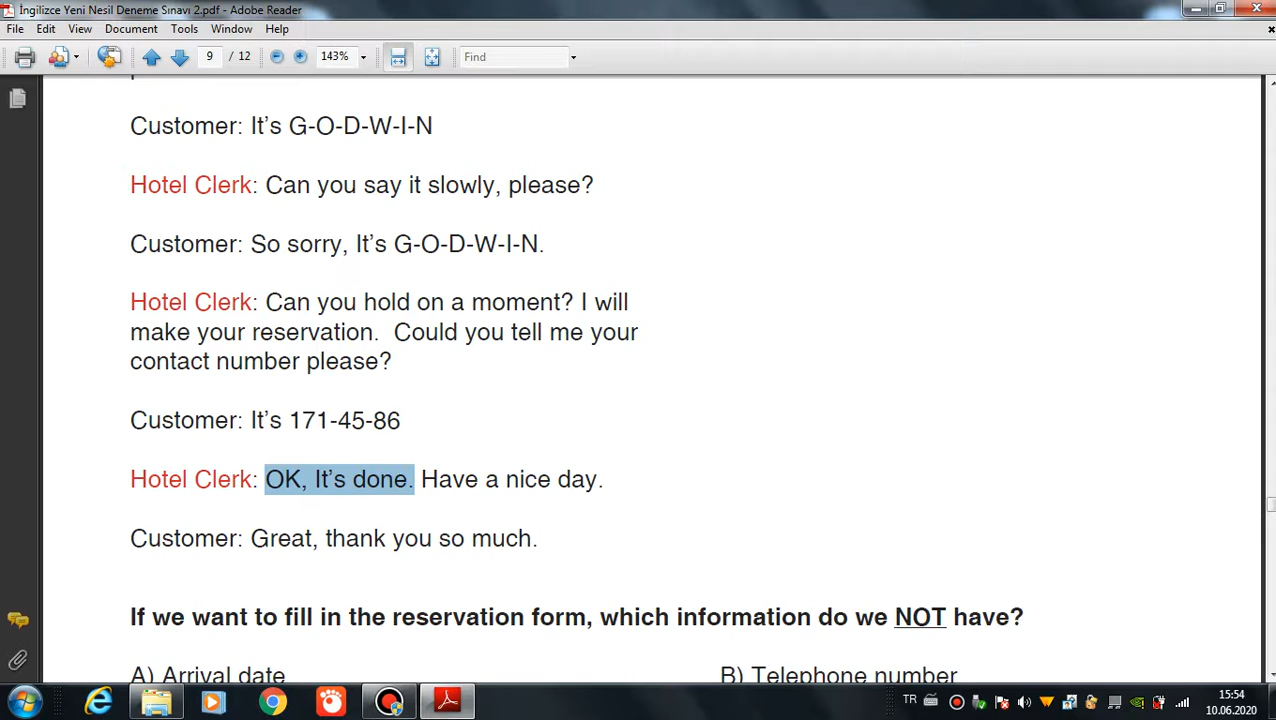 İngilizce Yeni Nesil Deneme Sınavı 2.pdf - Adobe Reader
File Edit View Document Tools Window Help
9 / 12 143% Find
Customer: It's G-O-D-W-I-N
Hotel Clerk: Can you say it slowly, please?
Customer: So sorry, It's G-O-D-W-I-N.
Hotel Clerk: Can you hold on a moment? I will
make your reservation.  Could you tell me your
contact number please?
Customer: It's 171-45-86
Hotel Clerk: OK, It's done. Have a nice day.
Customer: Great, thank you so much.
If we want to fill in the reservation form, which information do we NOT have?
A) Arrival date B) Telephone number
TR 15:54
10.06.2020